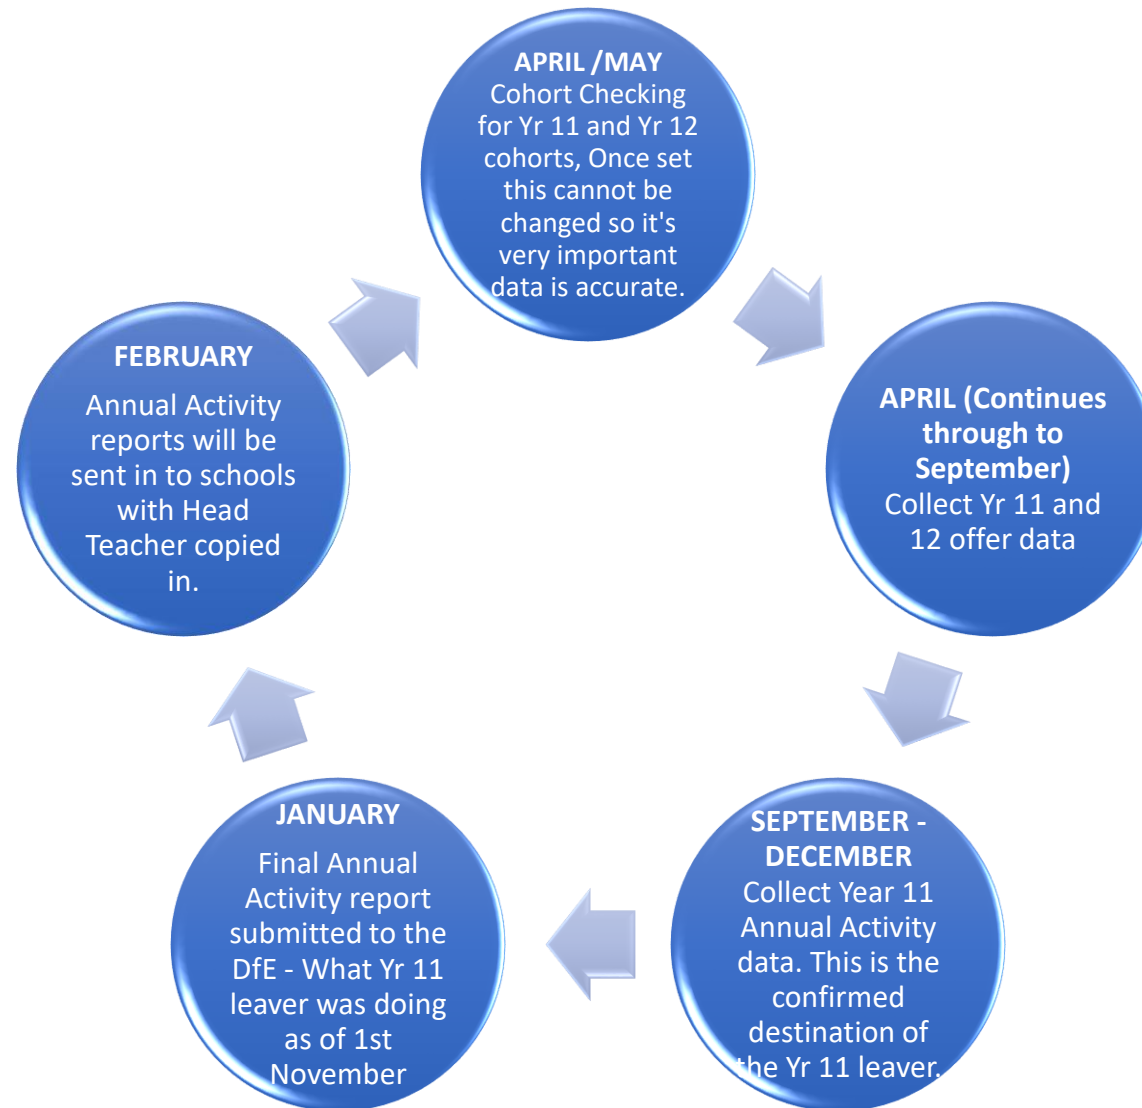 APRIL /MAY
Cohort Checking
for Yr 11 and Yr 12
cohorts, Once set
this cannot be
changed so it's
very important
data is accurate.
APRIL (Continues
through to
September)
Collect Yr 11 and
12 offer data
SEPTEMBER -
DECEMBER
Collect Year 11
Annual Activity
data. This is the
confirmed
destination of
the Yr 11 leaver.
JANUARY
Final Annual
Activity report
submitted to the
DfE - What Yr 11
leaver was doing
as of 1st
November
FEBRUARY
Annual Activity
reports will be
sent in to schools
with Head
Teacher copied
in.